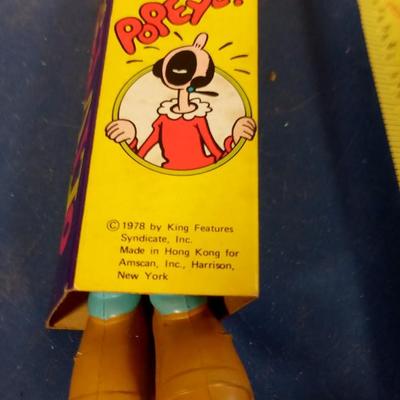 POPEYE!
© 1978 by King Features
Syndicate, Inc.
Made in Hong Kong for
Amscan, Inc., Harrison,
New York